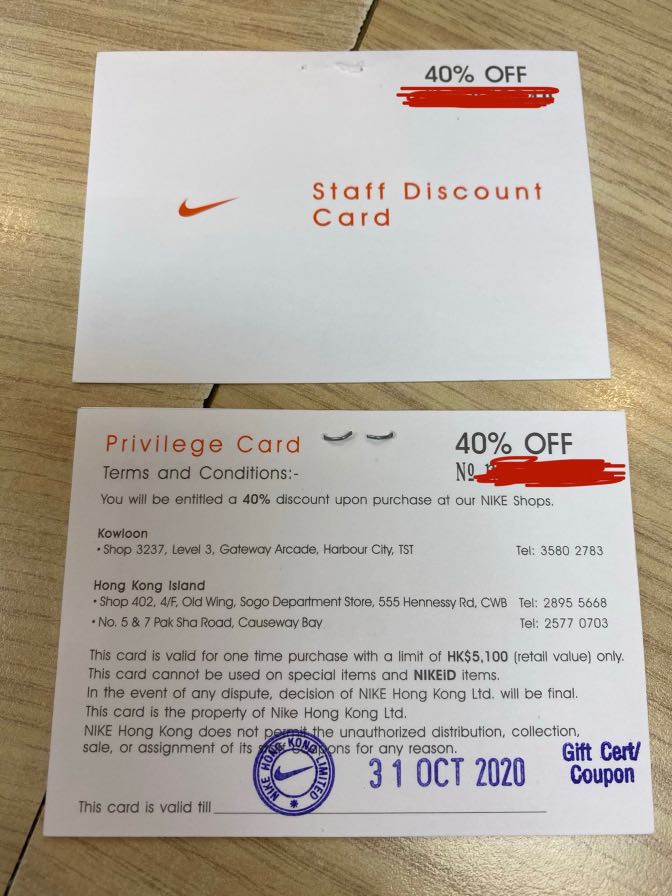 40% OFF
Staff Discount
Card
Privilege Card
40% OFF
Nº
Terms and Conditions:-
You will be entitled a 40% discount upon purchase at our NIKE Shops.
Kowloon
• Shop 3237, Level 3, Gateway Arcade, Harbour City, TST Tel: 3580 2783
Hong Kong Island
• Shop 402, 4/F, Old Wing, Sogo Department Store, 555 Hennessy Rd, CWB Tel: 2895 5668
• No. 5 & 7 Pak Sha Road, Causeway Bay Tel: 2577 0703
This card is valid for one time purchase with a limit of HK$5,100 (retail value) only.
This card cannot be used on special items and NIKEiD items.
In the event of any dispute, decision of NIKE Hong Kong Ltd. will be final.
This card is the property of Nike Hong Kong Ltd.
NIKE Hong Kong does not permit the unauthorized distribution, collection,
sale, or assignment of its coupons for any reason.
NIKE HONG KONG LIMITED
31 OCT 2020
Gift Cert/
Coupon
This card is valid till